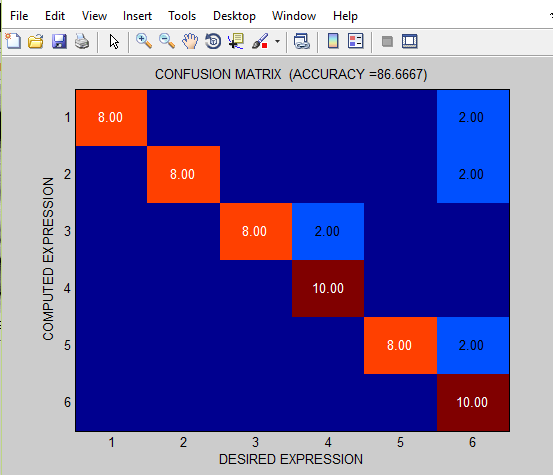 File Edit View Insert Tools Desktop Window Help
CONFUSION MATRIX (ACCURACY =86.6667)
COMPUTED EXPRESSION
1 8.00 2.00
2 8.00 2.00
3 8.00 2.00
4 10.00
5 8.00 2.00
6 10.00
1 2 3 4 5 6
DESIRED EXPRESSION